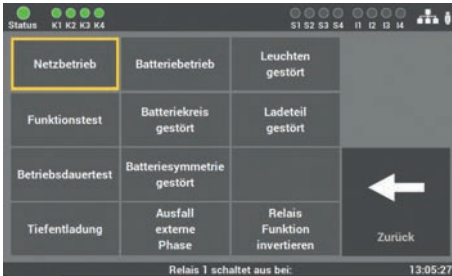 Status K1 K2 K3 K4 S1 S2 S3 S4 I1 I2 I3 I4
Netzbetrieb
Batteriebetrieb
Leuchten
gestört
Funktionstest
Batteriekreis
gestört
Ladeteil
gestört
Betriebsdauertest
Batteriesymmetrie
gestört
Tiefentladung
Ausfall
externe
Phase
Relais
Funktion
invertieren
Zurück
Relais 1 schaltet aus bei:
13:05:27